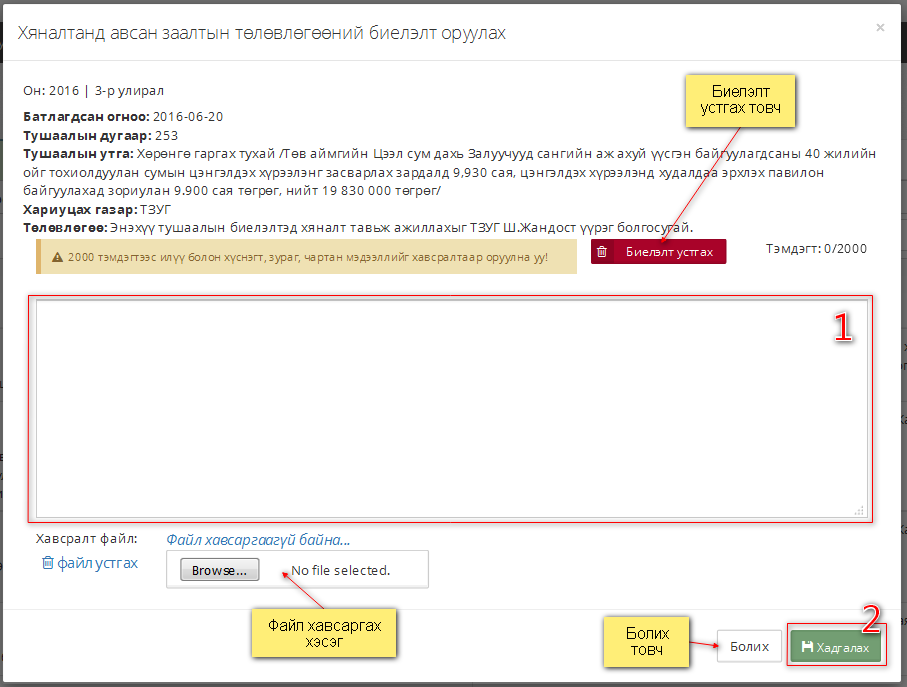 Хяналтанд авсан заалтын төлөвлөгөөний биелэлт оруулах
×
Он: 2016 | 3-р улирал
Биелэлт
устгах товч
Батлагдсан огноо: 2016-06-20
Тушаалын дугаар: 253
Тушаалын утга: Хөрөнгө гаргах тухай /Төв аймгийн Цээл сум дахь Залуучууд сангийн аж ахуй үүсгэн байгуулагдсаны 40 жилийн
ойг тохиолдуулан сумын цэнгэлдэх хүрээлэнг засварлах зардалд 9,930 сая, цэнгэлдэх хүрээлэнд худалдаа эрхлэх павилон
байгуулахад зориулан 9.900 сая төгрөг, нийт 19 830 000 төгрөг/
Хариуцах газар: ТЗУГ
Төлөвлөгөө: Энэхүү тушаалын биелэлтэд хяналт тавьж ажиллахыг ТЗУГ Ш.Жандост үүрэг болгосугай.
2000 тэмдэгтээс илүү болон хүснэгт, зураг, чартан мэдээллийг хавсралтаар оруулна уу!
Биелэлт устгах
Тэмдэгт: 0/2000
1
Хавсралт файл:
Файл хавсаргаагүй байна...
файл устгах
Browse...
No file selected.
Файл хавсаргах
хэсэг
Болих
товч
Болих
2
Хадгалах